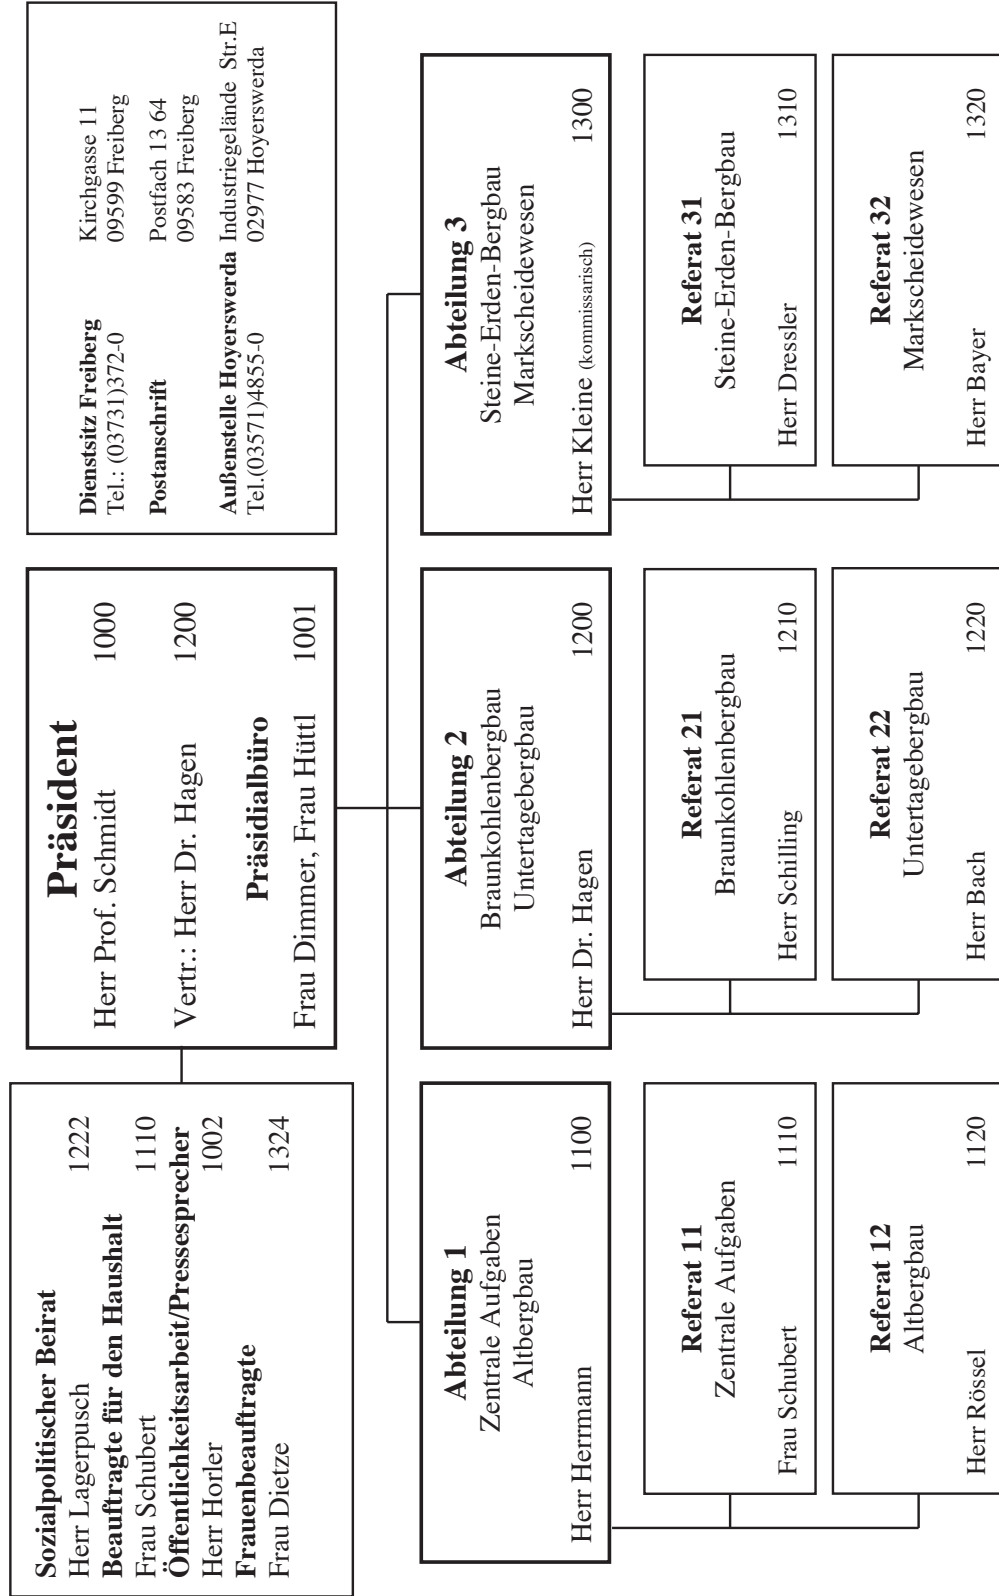 Sozialpolitischer Beirat
Herr Lagerpusch 1222
Beauftragte für den Haushalt
Frau Schubert 1110
Öffentlichkeitsarbeit/Pressesprecher
Herr Horler 1002
Frauenbeauftragte
Frau Dietze 1324
Präsident
Herr Prof. Schmidt 1000
Vertr.: Herr Dr. Hagen 1200
Präsidialbüro
Frau Dimmer, Frau Hüttl 1001
Dienstsitz Freiberg Kirchgasse 11
Tel.: (03731)372-0 09599 Freiberg
Postanschrift Postfach 13 64
09583 Freiberg
Außenstelle Hoyerswerda Industriegelände Str.E
Tel.(03571)4855-0 02977 Hoyerswerda
Abteilung 1
Zentrale Aufgaben
Altbergbau
Herr Herrmann 1100
Referat 11
Zentrale Aufgaben
Frau Schubert 1110
Referat 12
Altbergbau
Herr Rössel 1120
Abteilung 2
Braunkohlenbergbau
Untertagebergbau
Herr Dr. Hagen 1200
Referat 21
Braunkohlenbergbau
Herr Schilling 1210
Referat 22
Untertagebergbau
Herr Bach 1220
Abteilung 3
Steine-Erden-Bergbau
Markscheidewesen
Herr Kleine (kommissarisch) 1300
Referat 31
Steine-Erden-Bergbau
Herr Dressler 1310
Referat 32
Markscheidewesen
Herr Bayer 1320